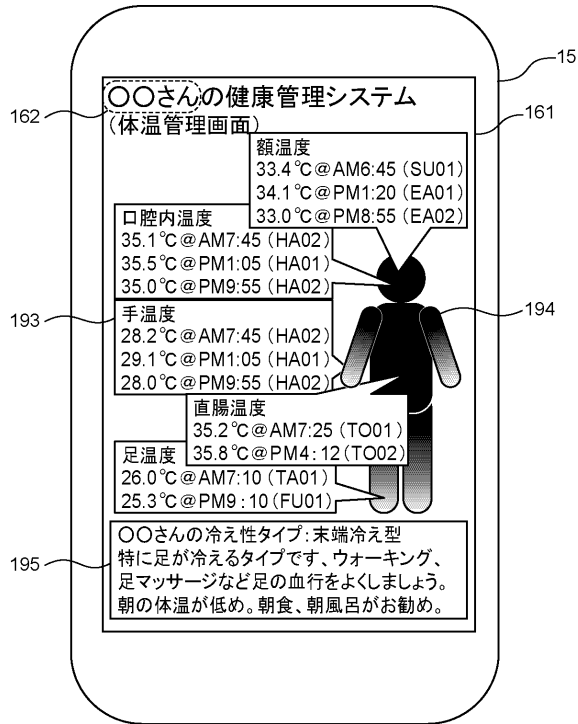 15
161
162
〇〇さんの健康管理システム
(体温管理画面)
額温度
33.4℃@AM6:45 (SU01)
34.1℃@PM1:20 (EA01)
33.0℃@PM8:55 (EA02)
口腔内温度
35.1℃@AM7:45 (HA02)
35.5℃@PM1:05 (HA01)
35.0℃@PM9:55 (HA02)
193
194
手温度
28.2℃@AM7:45 (HA02)
29.1℃@PM1:05 (HA01)
28.0℃@PM9:55 (HA02)
直腸温度
35.2℃@AM7:25 (TO01)
35.8℃@PM4:12 (TO02)
足温度
26.0℃@AM7:10 (TA01)
25.3℃@PM9:10 (FU01)
195
〇〇さんの冷え性タイプ:末端冷え型
特に足が冷えるタイプです、ウォーキング、
足マッサージなど足の血行をよくしましょう。
朝の体温が低め。朝食、朝風呂がお勧め。